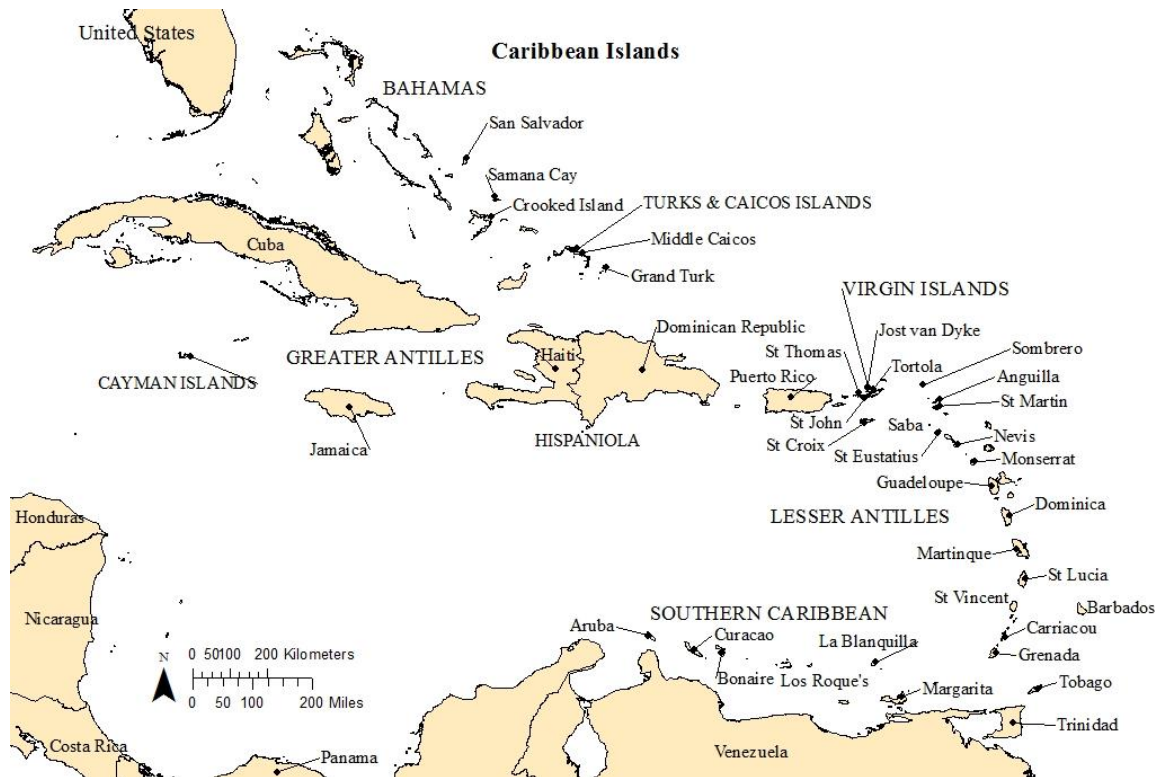 United States
Caribbean Islands
BAHAMAS
San Salvador
Samana Cay
Crooked Island
TURKS & CAICOS ISLANDS
Middle Caicos
Cuba
Grand Turk
VIRGIN ISLANDS
Jost van Dyke
Dominican Republic
St Thomas
Tortola
Sombrero
GREATER ANTILLES
Haiti
Puerto Rico
Anguilla
CAYMAN ISLANDS
St Martin
St John
Saba
Jamaica
HISPANIOLA
St Croix
St Eustatius
Nevis
Monserrat
Guadeloupe
Dominica
Honduras
LESSER ANTILLES
Martinque
St Lucia
Nicaragua
St Vincent
Barbados
SOUTHERN CARIBBEAN
Aruba
Curacao
La Blanquilla
Carriacou
N
0 50100 200 Kilometers
Grenada
Bonaire
Los Roque's
Margarita
Tobago
0 50 100 200 Miles
Trinidad
Costa Rica
Panama
Venezuela